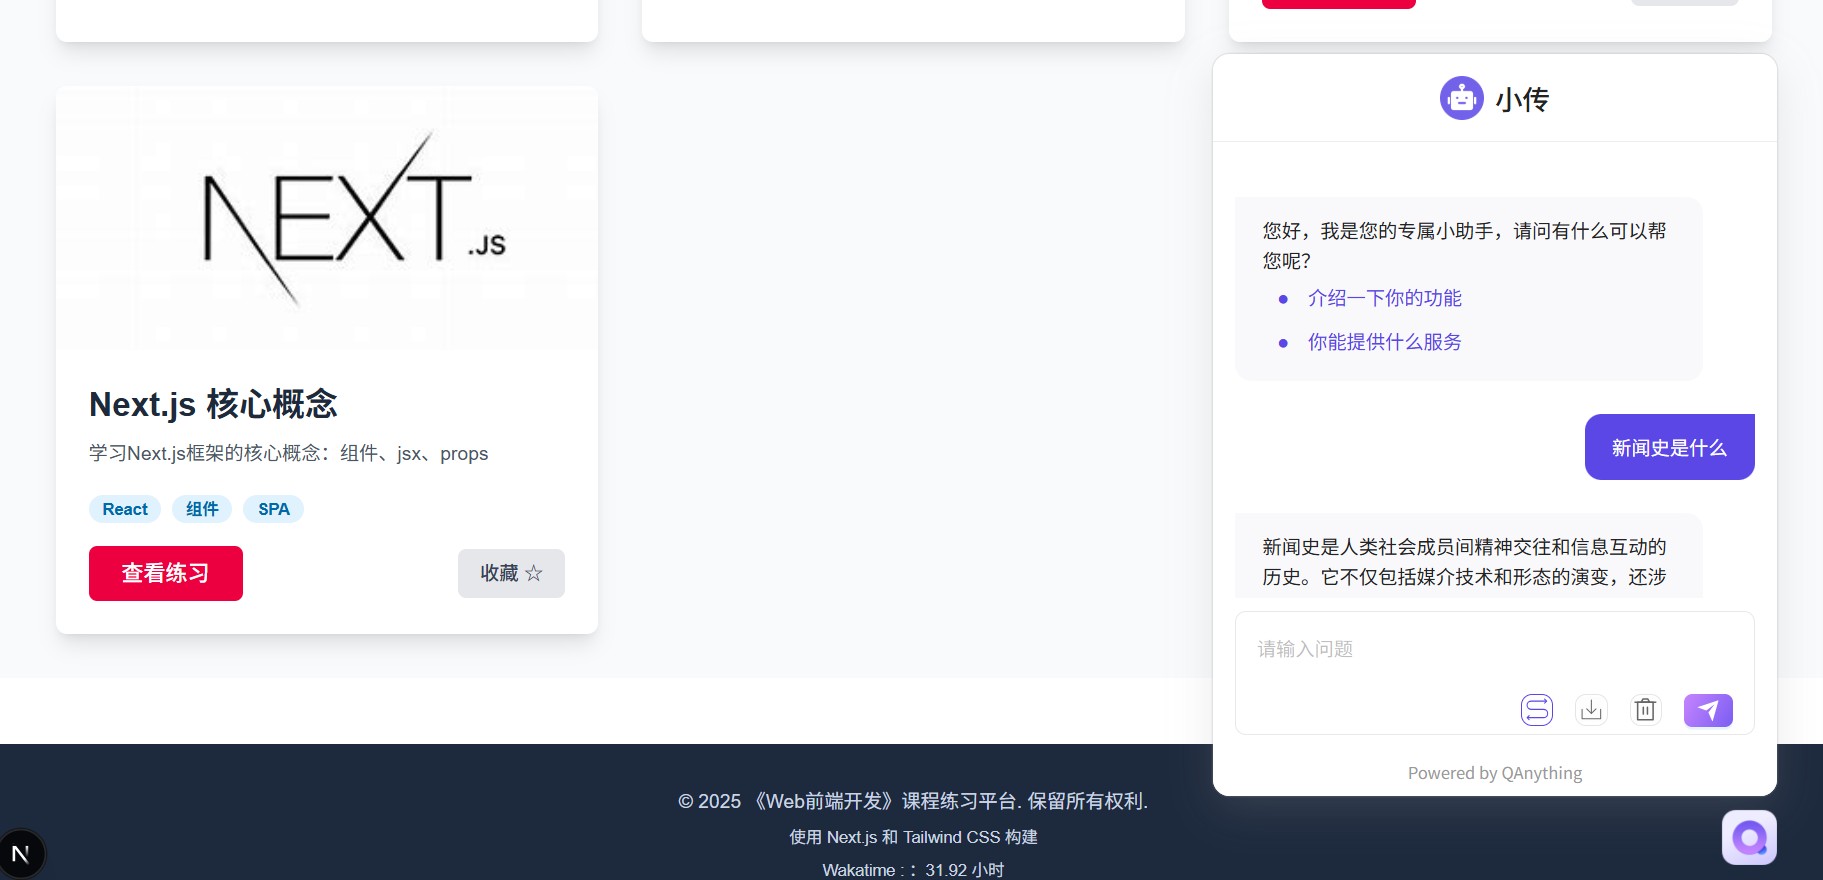 NEXT.JS
Next.js 核心概念
学习Next.js框架的核心概念：组件、jsx、props
React 组件 SPA
查看练习
收藏 ☆
小传
您好，我是您的专属小助手，请问有什么可以帮
您呢？
介绍一下你的功能
你能提供什么服务
新闻史是什么
新闻史是人类社会成员间精神交往和信息互动的
历史。它不仅包括媒介技术和形态的演变，还涉
请输入问题
Powered by QAnything
© 2025 《Web前端开发》课程练习平台. 保留所有权利.
使用 Next.js 和 Tailwind CSS 构建
Wakatime : ：31.92 小时
N